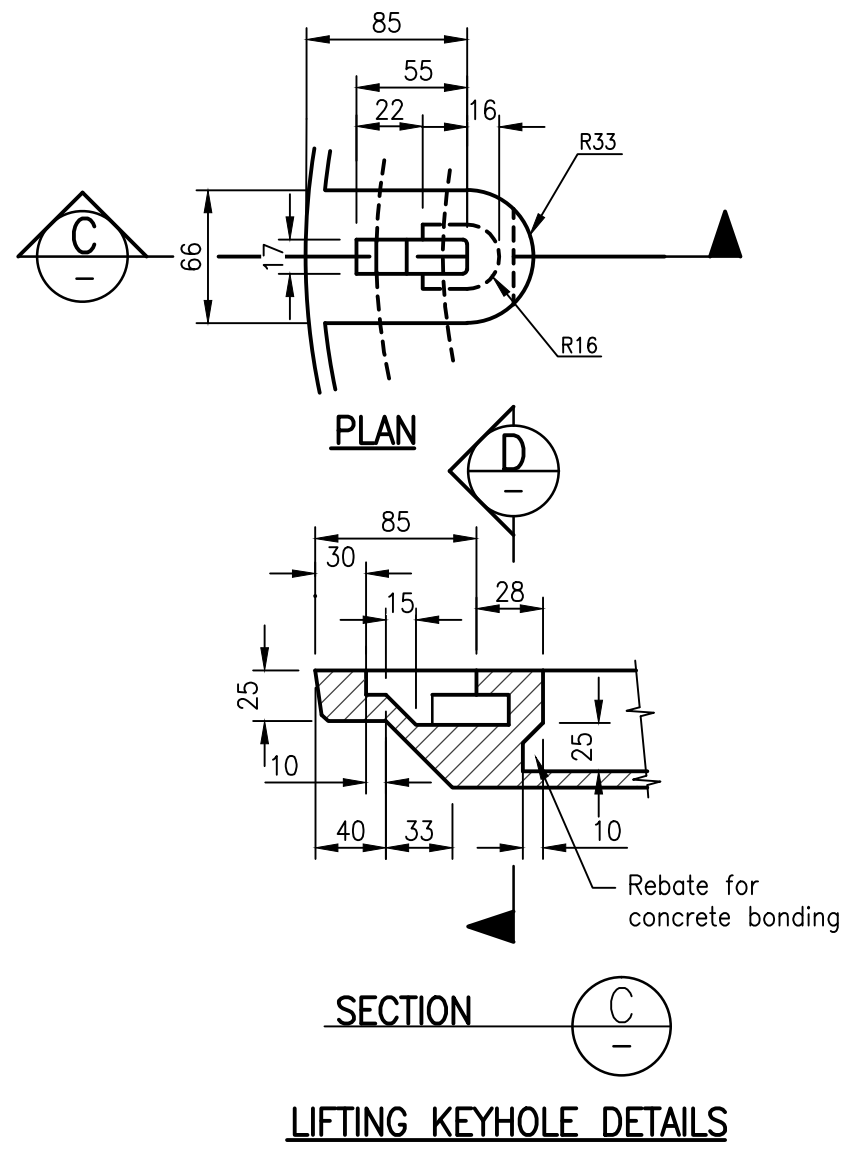 85
55
22
16
R33
C
-
66
17
R16
PLAN
D
-
85
30
28
15
25
25
10
40
33
10
Rebate for
concrete bonding
SECTION
C
-
LIFTING KEYHOLE DETAILS